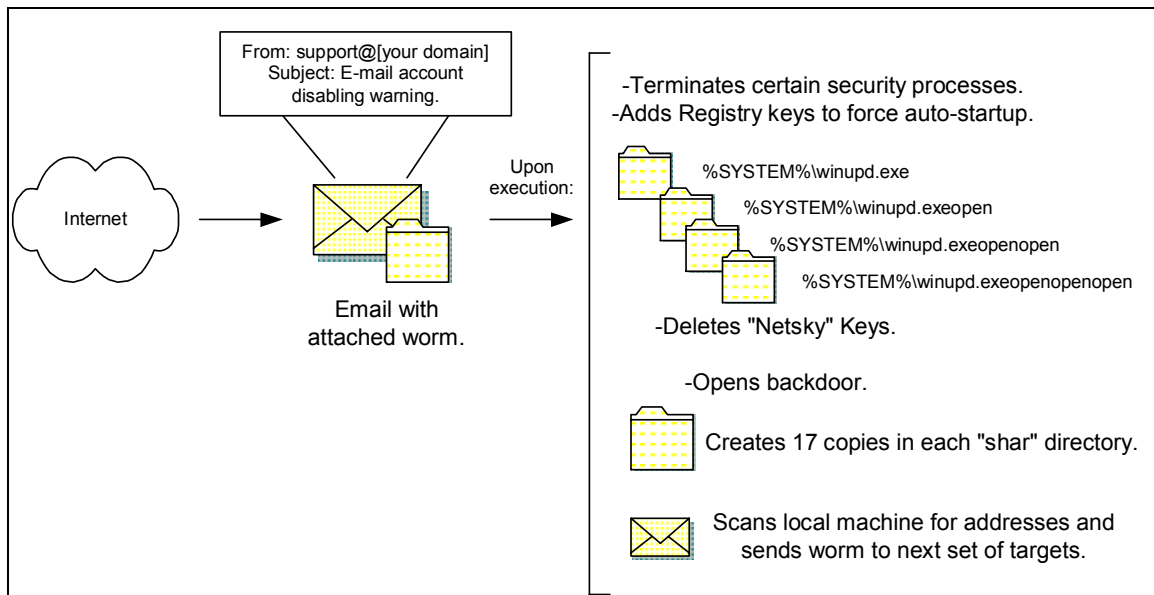 From: support@[your domain]
Subject: E-mail account
disabling warning.
Internet
Email with
attached worm.
Upon
execution:
-Terminates certain security processes.
-Adds Registry keys to force auto-startup.
%SYSTEM%\winupd.exe
%SYSTEM%\winupd.exeopen
%SYSTEM%\winupd.exeopenopen
%SYSTEM%\winupd.exeopenopenopen
-Deletes "Netsky" Keys.
-Opens backdoor.
Creates 17 copies in each "shar" directory.
Scans local machine for addresses and
sends worm to next set of targets.